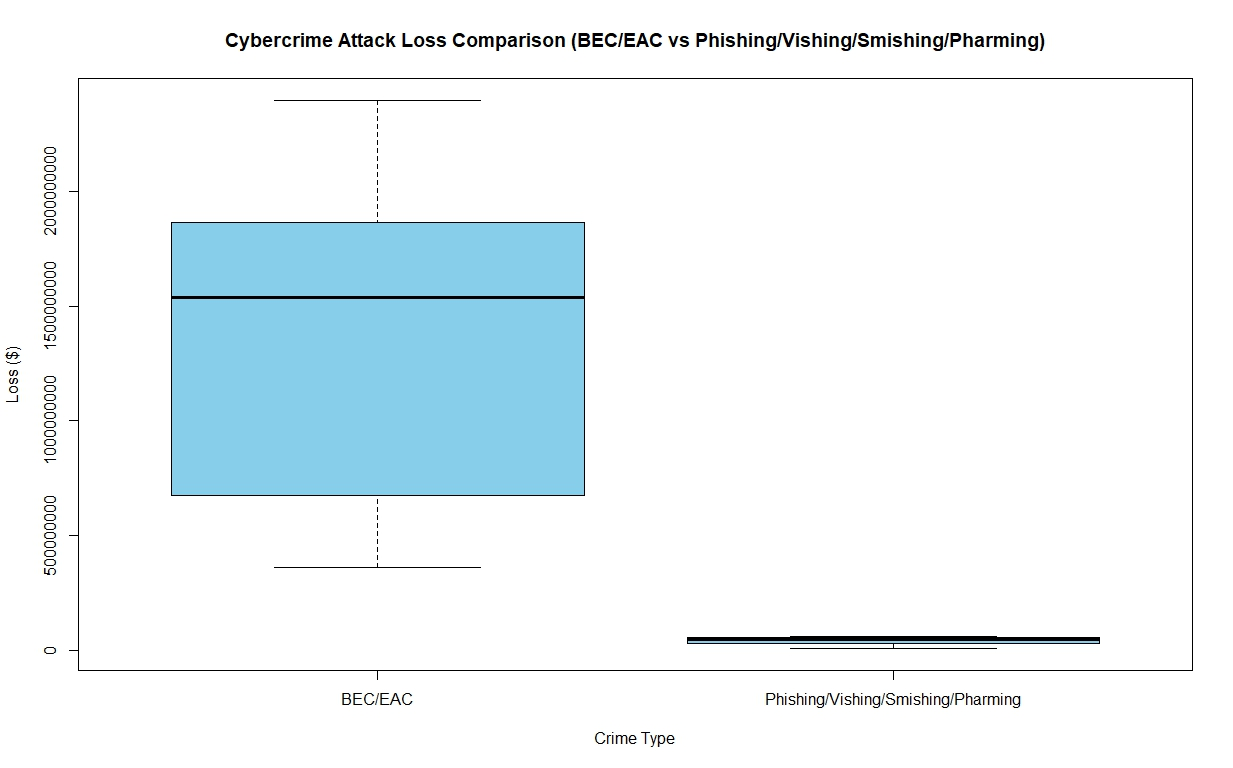 Cybercrime Attack Loss Comparison (BEC/EAC vs Phishing/Vishing/Smishing/Pharming)
Loss ($)
2000000000
1500000000
1000000000
500000000
0
BEC/EAC
Phishing/Vishing/Smishing/Pharming
Crime Type